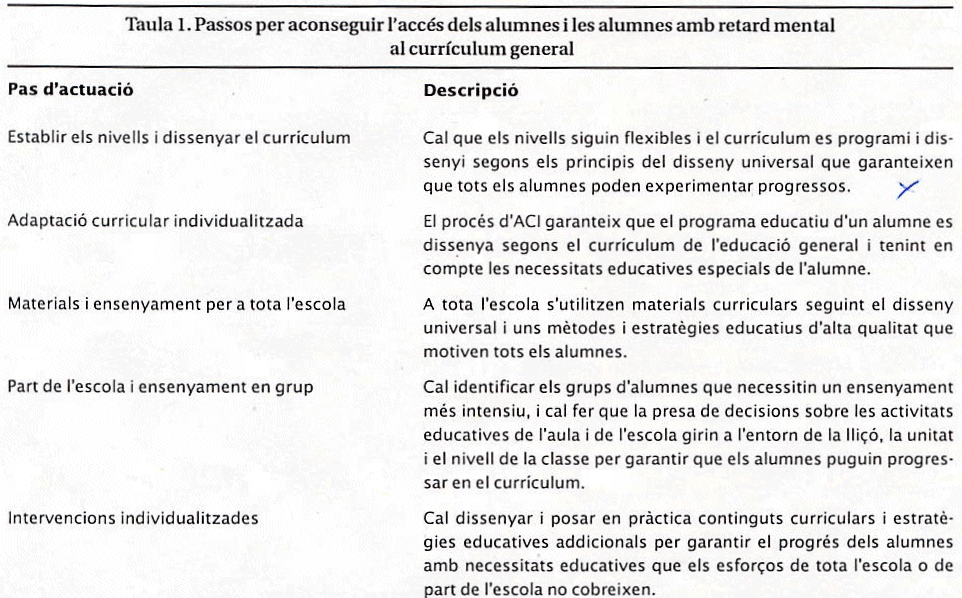 Taula 1. Passos per aconseguir l'accés dels alumnes i les alumnes amb retard mental
al currículum general
Pas d'actuació
Descripció
Establir els nivells i dissenyar el currículum
Cal que els nivells siguin flexibles i el currículum es programi i dis-
senyi segons els principis del disseny universal que garanteixen
que tots els alumnes poden experimentar progressos.
Adaptació curricular individualitzada
El procés d'ACI garanteix que el programa educatiu d'un alumne es
dissenya segons el currículum de l'educació general i tenint en
compte les necessitats educatives especials de l'alumne.
Materials i ensenyament per a tota l'escola
A tota l'escola s'utilitzen materials curriculars seguint el disseny
universal i uns mètodes i estratègies educatius d'alta qualitat que
motiven tots els alumnes.
Part de l'escola i ensenyament en grup
Cal identificar els grups d'alumnes que necessitin un ensenyament
més intensiu, i cal fer que la presa de decisions sobre les activitats
educatives de l'aula i de l'escola girin a l'entorn de la lliçó, la unitat
i el nivell de la classe per garantir que els alumnes puguin progres-
sar en el currículum.
Intervencions individualitzades
Cal dissenyar i posar en pràctica continguts curriculars i estratè-
gies educatives addicionals per garantir el progrés dels alumnes
amb necessitats educatives que els esforços de tota l'escola o de
part de l'escola no cobreixen.